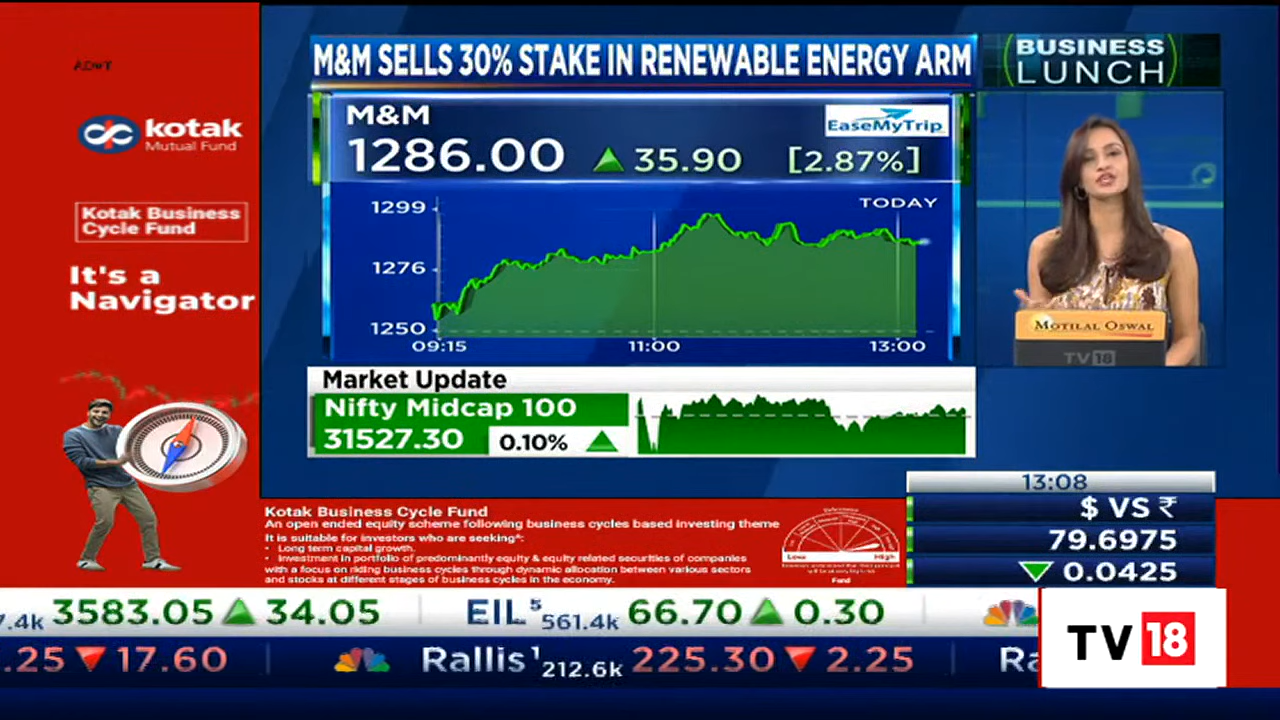 ADVT
kotak
Mutual Fund
Kotak Business
Cycle Fund
It's a
Navigator
M&M SELLS 30% STAKE IN RENEWABLE ENERGY ARM
BUSINESS
LUNCH
M&M
EaseMyTrip
1286.00 ▲ 35.90 [2.87%]
TODAY
1299
1276
1250
09:15 11:00 13:00
MOTILAL OSWAL
TV18
Market Update
Nifty Midcap 100
31527.30 0.10% ▲
13:08
$ VS ₹
79.6975
▼ 0.0425
Kotak Business Cycle Fund
An open ended equity scheme following business cycles based investing theme
It is suitable for investors who are seeking*:
• Long term capital growth.
• Investment in portfolio of predominantly equity & equity related securities of companies
with a focus on riding business cycles through dynamic allocation between various sectors
and stocks at different stages of business cycles in the economy.
Low High
Fund
7.4k 3583.05 ▲ 34.05 EIL 5 561.4k 66.70 ▲ 0.30
.25 ▼ 17.60 Rallis 1 212.6k 225.30 ▼ 2.25 Ra
TV18